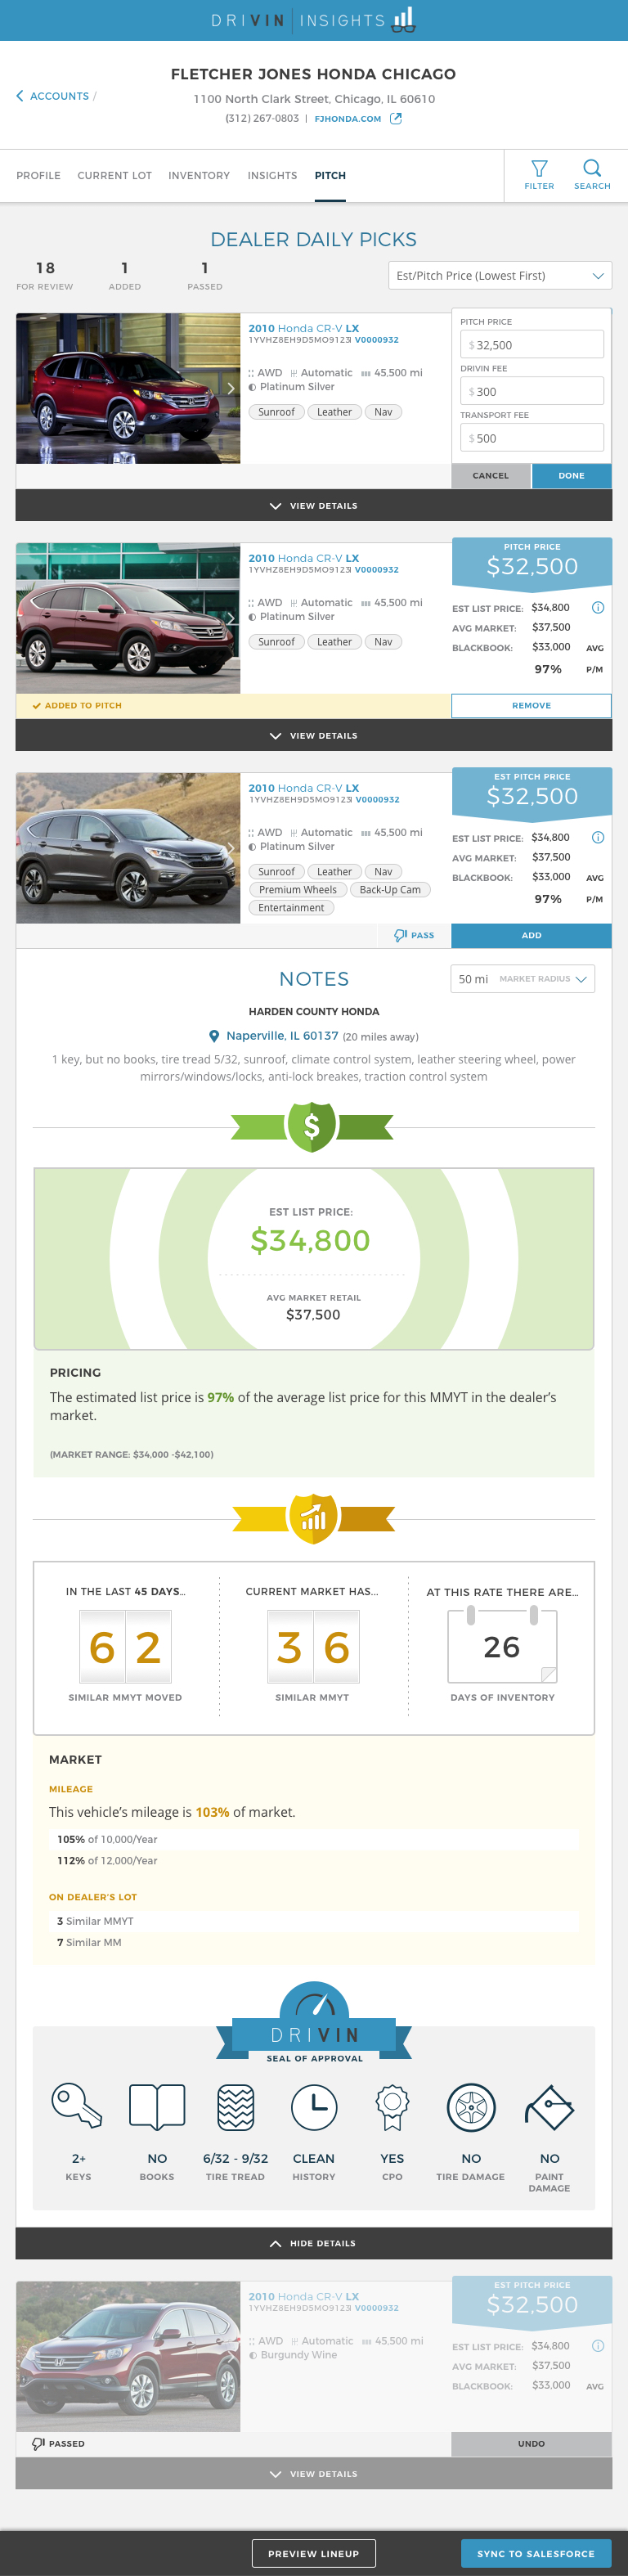 DRIVIN INSIGHTS
FLETCHER JONES HONDA CHICAGO
ACCOUNTS /
1100 North Clark Street, Chicago, IL 60610
(312) 267-0803 | FJHONDA.COM
PROFILE CURRENT LOT INVENTORY INSIGHTS PITCH
FILTER SEARCH
DEALER DAILY PICKS
18 1 1
FOR REVIEW ADDED PASSED
Est/Pitch Price (Lowest First)
2010 Honda CR-V LX
1YVHZ8EH9D5MO9123 V0000932
AWD Automatic 45,500 mi
Platinum Silver
Sunroof Leather Nav
PITCH PRICE
$ 32,500
DRIVIN FEE
$ 300
TRANSPORT FEE
$ 500
CANCEL DONE
VIEW DETAILS
2010 Honda CR-V LX
1YVHZ8EH9D5MO9123 V0000932
AWD Automatic 45,500 mi
Platinum Silver
Sunroof Leather Nav
PITCH PRICE
$32,500
EST LIST PRICE: $34,800
AVG MARKET: $37,500
BLACKBOOK: $33,000 AVG
97% P/M
ADDED TO PITCH
REMOVE
VIEW DETAILS
2010 Honda CR-V LX
1YVHZ8EH9D5MO9123 V0000932
AWD Automatic 45,500 mi
Platinum Silver
Sunroof Leather Nav
Premium Wheels Back-Up Cam
Entertainment
EST PITCH PRICE
$32,500
EST LIST PRICE: $34,800
AVG MARKET: $37,500
BLACKBOOK: $33,000 AVG
97% P/M
PASS ADD
NOTES
50 mi MARKET RADIUS
HARDEN COUNTY HONDA
Naperville, IL 60137 (20 miles away)
1 key, but no books, tire tread 5/32, sunroof, climate control system, leather steering wheel, power
mirrors/windows/locks, anti-lock breakes, traction control system
$
EST LIST PRICE:
$34,800
AVG MARKET RETAIL
$37,500
PRICING
The estimated list price is 97% of the average list price for this MMYT in the dealer's
market.
(MARKET RANGE: $34,000 -$42,100)
IN THE LAST 45 DAYS...
62
SIMILAR MMYT MOVED
CURRENT MARKET HAS...
36
SIMILAR MMYT
AT THIS RATE THERE ARE...
26
DAYS OF INVENTORY
MARKET
MILEAGE
This vehicle's mileage is 103% of market.
105% of 10,000/Year
112% of 12,000/Year
ON DEALER'S LOT
3 Similar MMYT
7 Similar MM
DRIVIN
SEAL OF APPROVAL
2+ NO 6/32 - 9/32 CLEAN YES NO NO
KEYS BOOKS TIRE TREAD HISTORY CPO TIRE DAMAGE PAINT
DAMAGE
HIDE DETAILS
2010 Honda CR-V LX
1YVHZ8EH9D5MO9123 V0000932
AWD Automatic 45,500 mi
Burgundy Wine
EST PITCH PRICE
$32,500
EST LIST PRICE: $34,800
AVG MARKET: $37,500
BLACKBOOK: $33,000 AVG
PASSED
UNDO
VIEW DETAILS
PREVIEW LINEUP SYNC TO SALESFORCE